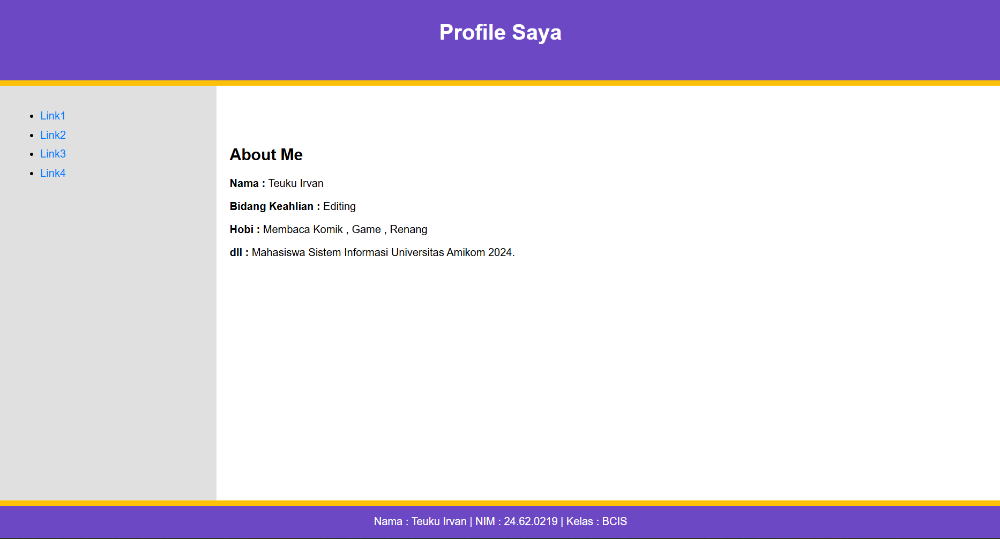 Profile Saya
Link1
Link2
Link3
Link4
About Me
Nama : Teuku Irvan
Bidang Keahlian : Editing
Hobi : Membaca Komik , Game , Renang
dll : Mahasiswa Sistem Informasi Universitas Amikom 2024.
Nama : Teuku Irvan | NIM : 24.62.0219 | Kelas : BCIS